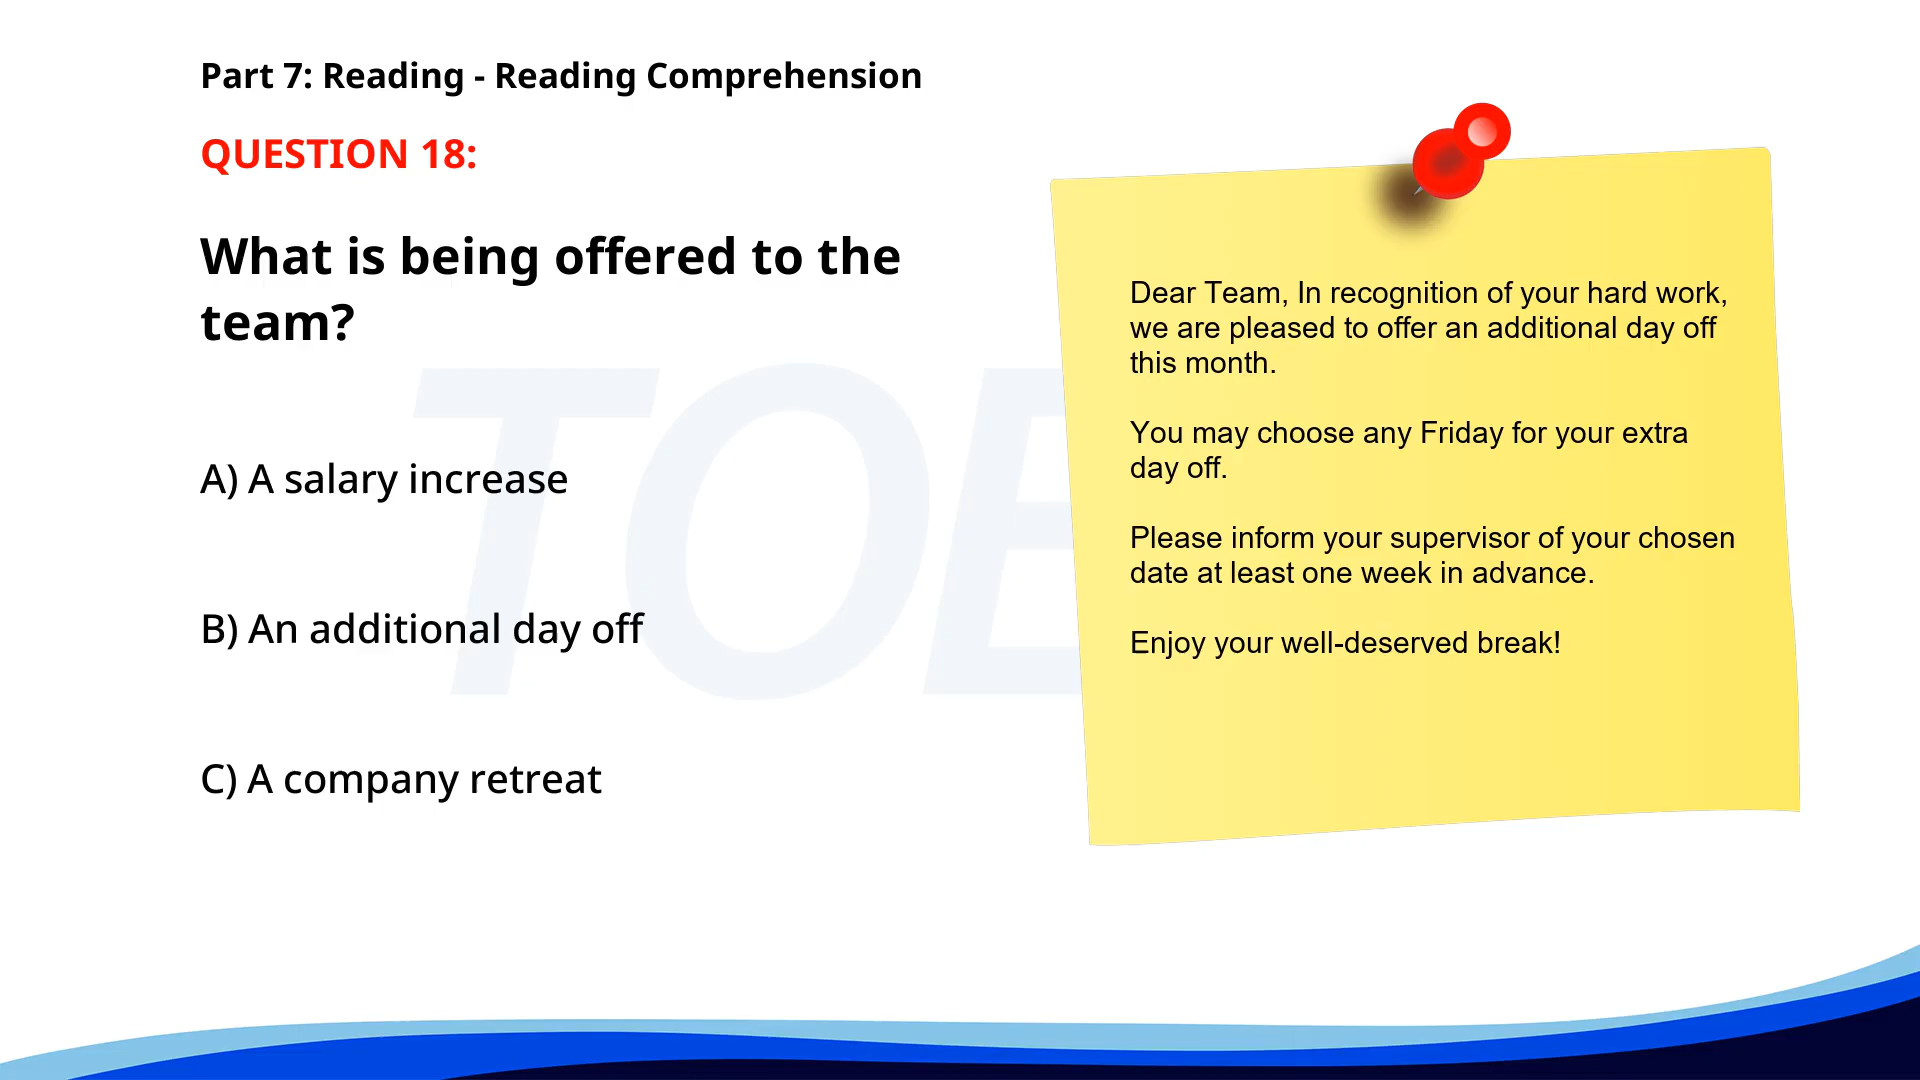 Part 7: Reading - Reading Comprehension
QUESTION 18:
What is being offered to the
team?
A) A salary increase
B) An additional day off
C) A company retreat
Dear Team, In recognition of your hard work,
we are pleased to offer an additional day off
this month.
You may choose any Friday for your extra
day off.
Please inform your supervisor of your chosen
date at least one week in advance.
Enjoy your well-deserved break!